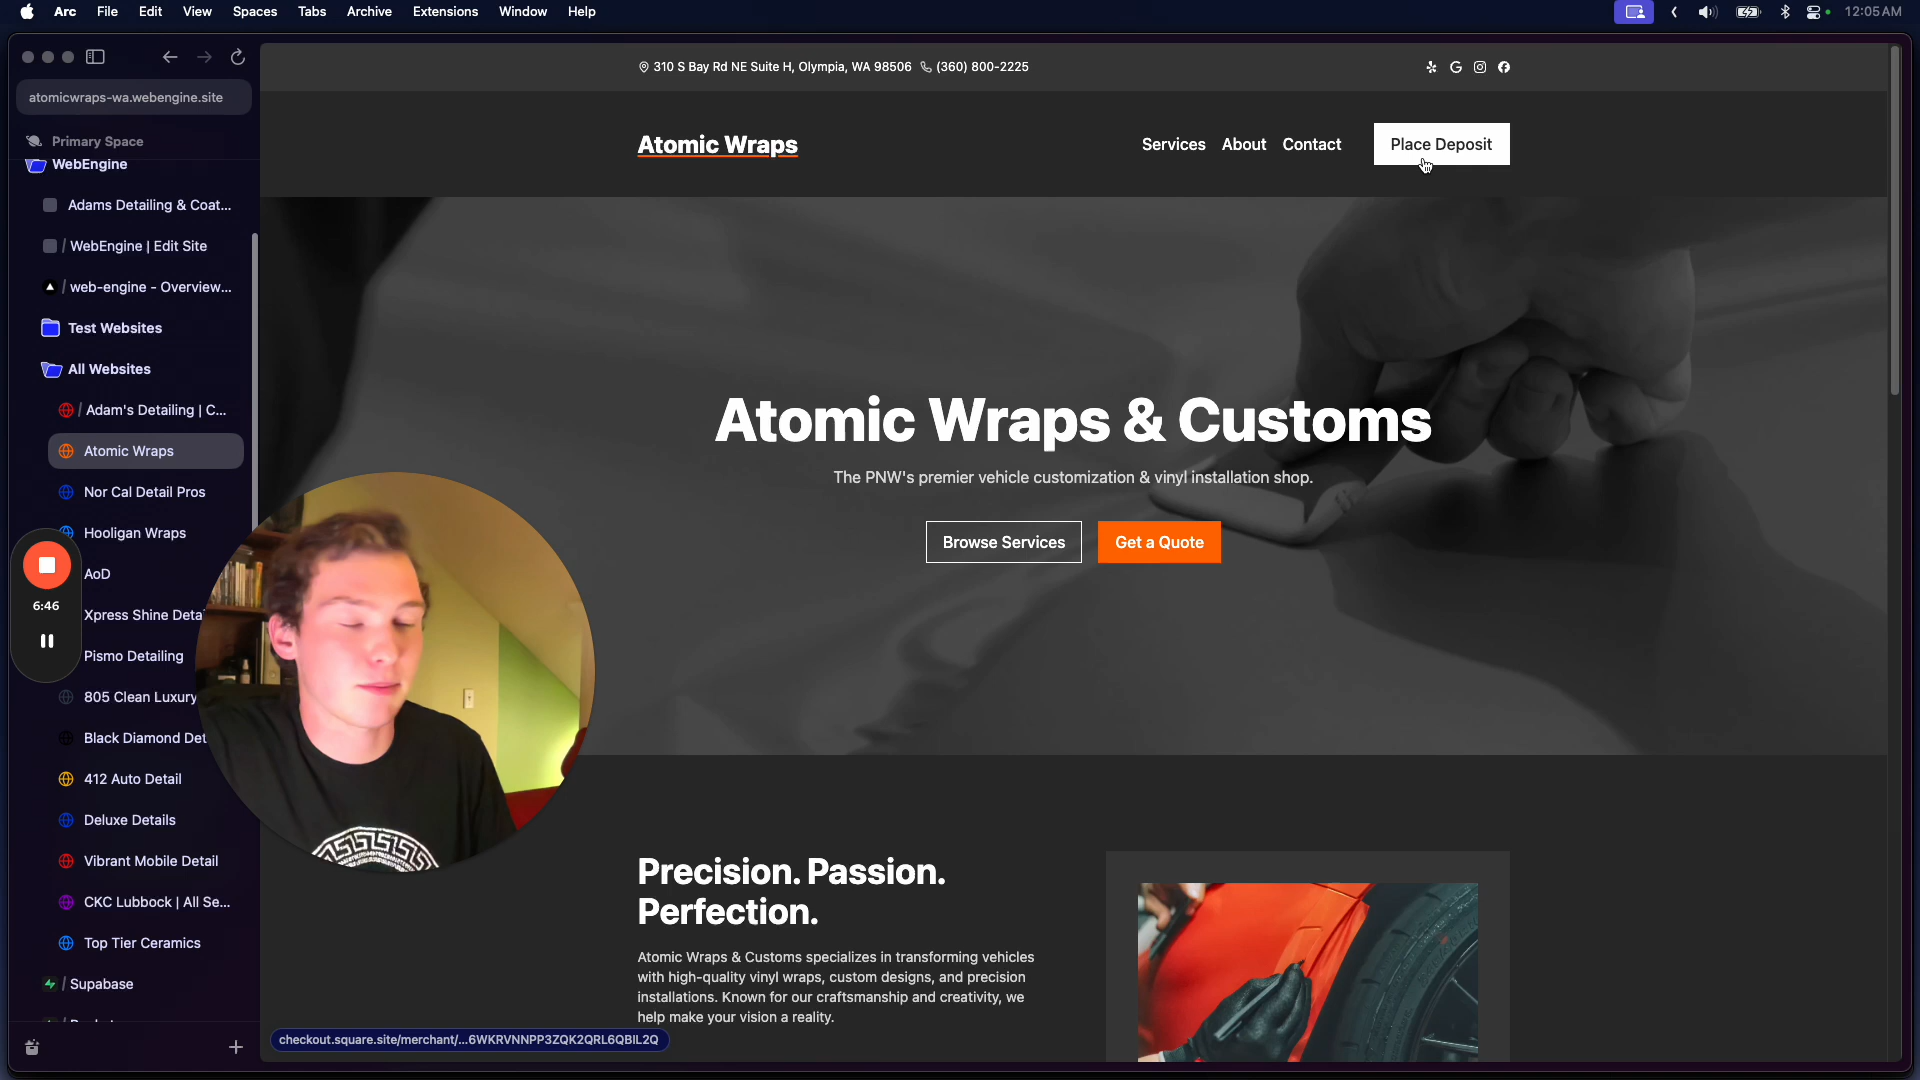 Arc File Edit View Spaces Tabs Archive Extensions Window Help
12:05AM
atomicwraps-wa.webengine.site
Primary Space
WebEngine
Adams Detailing & Coat...
/ WebEngine | Edit Site
/ web-engine - Overview...
Test Websites
All Websites
/ Adam's Detailing | C...
Atomic Wraps
Nor Cal Detail Pros
Hooligan Wraps
AoD
Xpress Shine Detai
Pismo Detailing
805 Clean Luxury
Black Diamond Det
412 Auto Detail
Deluxe Details
Vibrant Mobile Detail
CKC Lubbock | All Se...
Top Tier Ceramics
/ Supabase
6:46
310 S Bay Rd NE Suite H, Olympia, WA 98506 (360) 800-2225
Atomic Wraps
Services About Contact Place Deposit
Atomic Wraps & Customs
The PNW's premier vehicle customization & vinyl installation shop.
Browse Services Get a Quote
Precision. Passion.
Perfection.
Atomic Wraps & Customs specializes in transforming vehicles
with high-quality vinyl wraps, custom designs, and precision
installations. Known for our craftsmanship and creativity, we
help make your vision a reality.
checkout.square.site/merchant/...6WKRVNNPP3ZQK2QRL6QBIL2Q